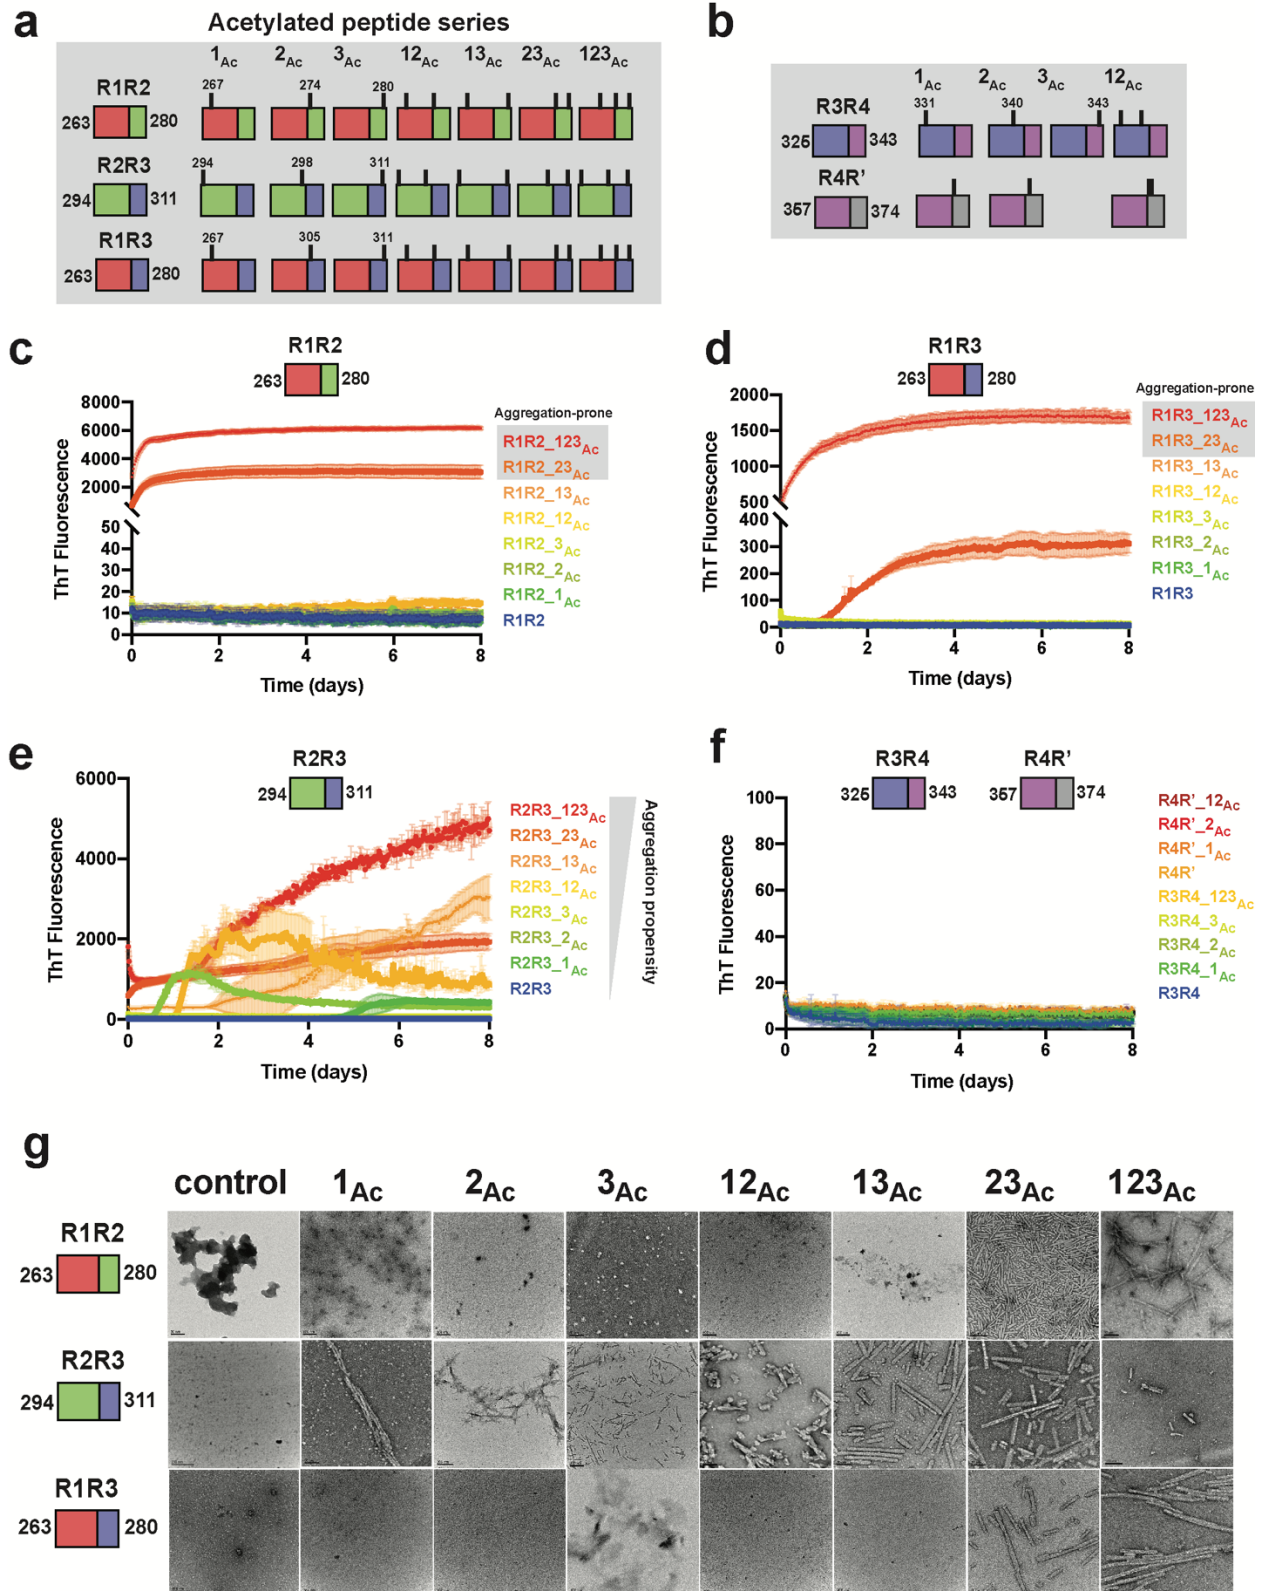 a
Acetylated peptide series
1Ac 2Ac 3Ac 12Ac 13Ac 23Ac 123Ac
R1R2
263 280
267 274 280
R2R3
294 311
294 298 311
R1R3
263 280
267 305 311
b
1Ac 2Ac 3Ac 12Ac
R3R4
325 343
331 340 343
R4R'
357 374
c
R1R2
263 280
ThT Fluorescence
8000
6000
4000
2000
50
40
30
20
10
0
0 2 4 6 8
Time (days)
Aggregation-prone
R1R2_123Ac
R1R2_23Ac
R1R2_13Ac
R1R2_12Ac
R1R2_3Ac
R1R2_2Ac
R1R2_1Ac
R1R2
d
R1R3
263 280
ThT Fluorescence
2000
1500
1000
500
400
300
200
100
0
0 2 4 6 8
Time (days)
Aggregation-prone
R1R3_123Ac
R1R3_23Ac
R1R3_13Ac
R1R3_12Ac
R1R3_3Ac
R1R3_2Ac
R1R3_1Ac
R1R3
e
R2R3
294 311
ThT Fluorescence
6000
4000
2000
0
0 2 4 6 8
Time (days)
R2R3_123Ac
R2R3_23Ac
R2R3_13Ac
R2R3_12Ac
R2R3_3Ac
R2R3_2Ac
R2R3_1Ac
R2R3
Aggregation propensity
f
R3R4 R4R'
325 343 357 374
ThT Fluorescence
100
80
60
40
20
0
0 2 4 6 8
Time (days)
R4R'_12Ac
R4R'_2Ac
R4R'_1Ac
R4R'
R3R4_123Ac
R3R4_3Ac
R3R4_2Ac
R3R4_1Ac
R3R4
g
control 1Ac 2Ac 3Ac 12Ac 13Ac 23Ac 123Ac
R1R2
263 280
R2R3
294 311
R1R3
263 280